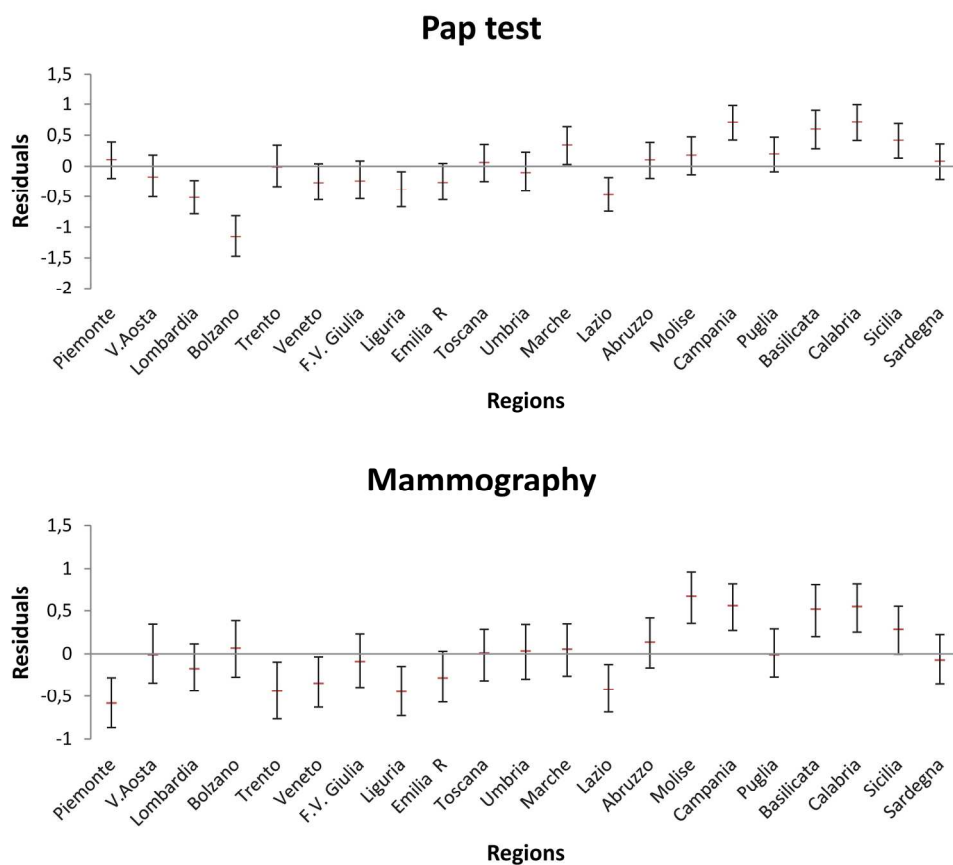 Pap test
1,5
1
0,5
0
-0,5
-1
-1,5
-2
Residuals
Piemonte
V.Aosta
Lombardia
Bolzano
Trento
Veneto
F.V. Giulia
Liguria
Emilia R
Toscana
Umbria
Marche
Lazio
Abruzzo
Molise
Campania
Puglia
Basilicata
Calabria
Sicilia
Sardegna
Regions
Mammography
1,5
1
0,5
0
-0,5
-1
Residuals
Piemonte
V.Aosta
Lombardia
Bolzano
Trento
Veneto
F.V. Giulia
Liguria
Emilia R
Toscana
Umbria
Marche
Lazio
Abruzzo
Molise
Campania
Puglia
Basilicata
Calabria
Sicilia
Sardegna
Regions